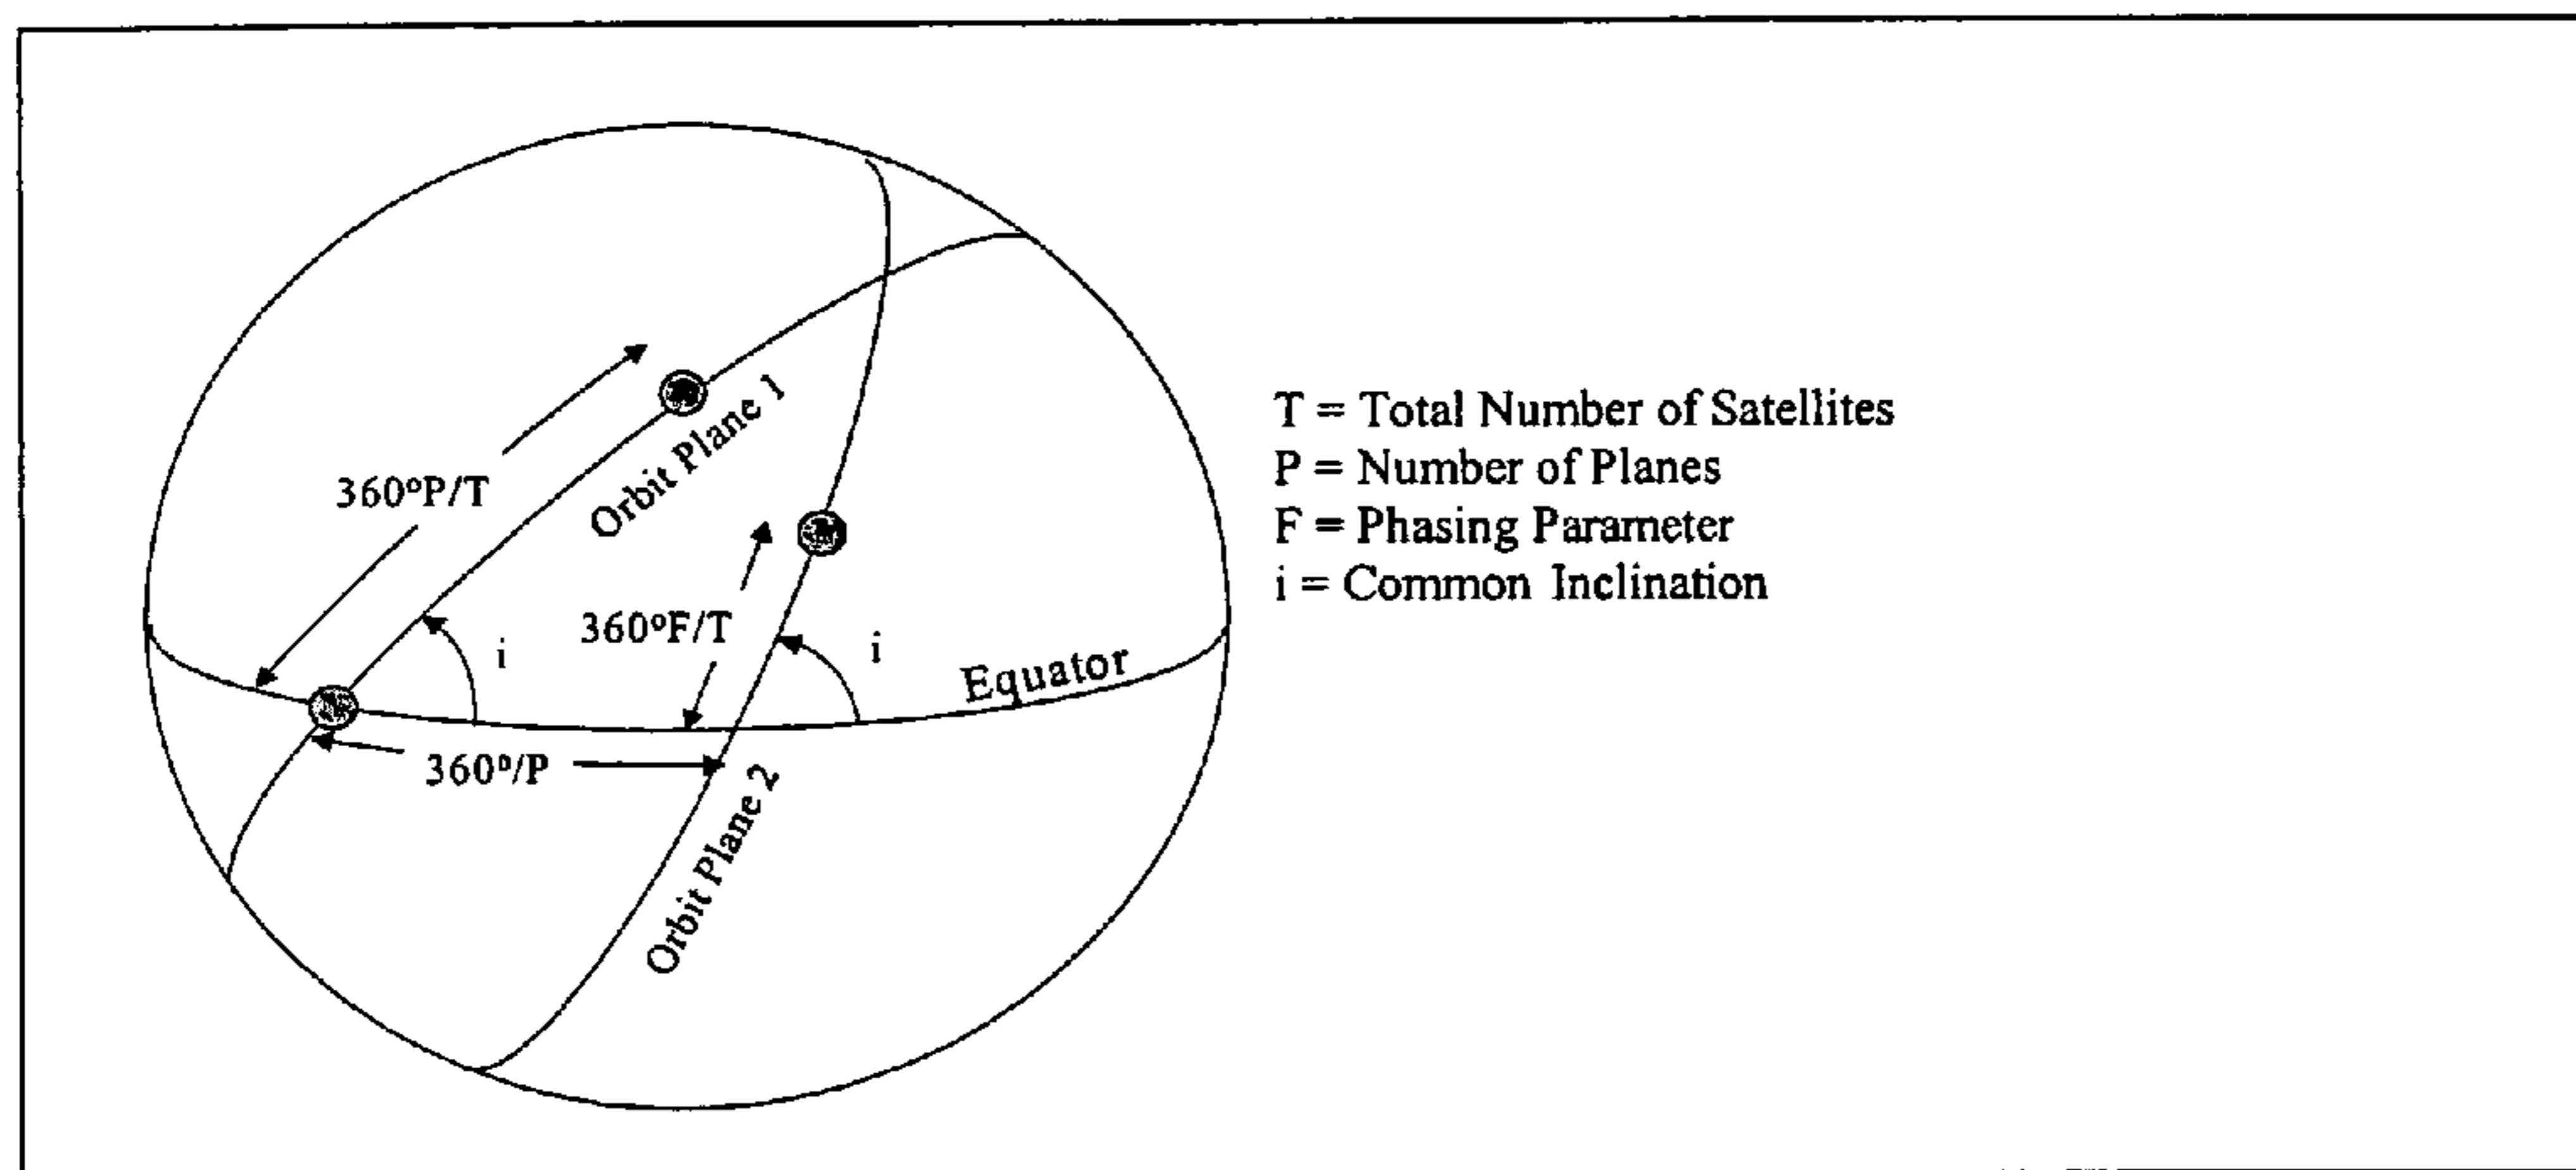 360°P/T
Orbit Plane 1
360°F/T
i
i
Equator
360°/P
Orbit Plane 2
T = Total Number of Satellites
P = Number of Planes
F = Phasing Parameter
i = Common Inclination